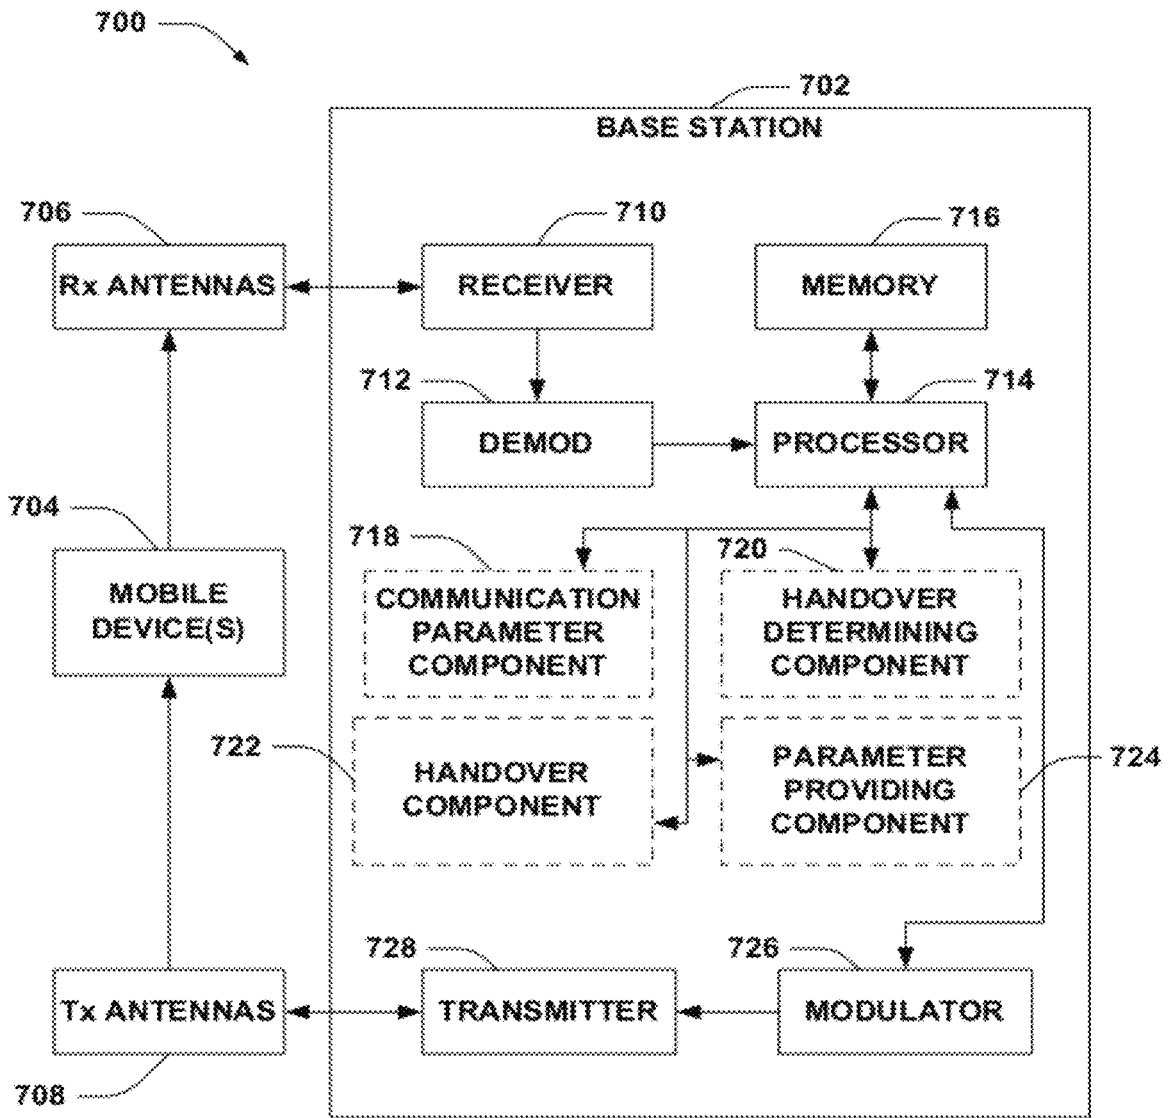 700
702
BASE STATION
706
710
716
Rx ANTENNAS
RECEIVER
MEMORY
712
714
DEMOD
PROCESSOR
704
718
720
MOBILE
DEVICE(S)
COMMUNICATION
PARAMETER
COMPONENT
HANDOVER
DETERMINING
COMPONENT
722
HANDOVER
COMPONENT
PARAMETER
PROVIDING
COMPONENT
724
728
726
Tx ANTENNAS
TRANSMITTER
MODULATOR
708